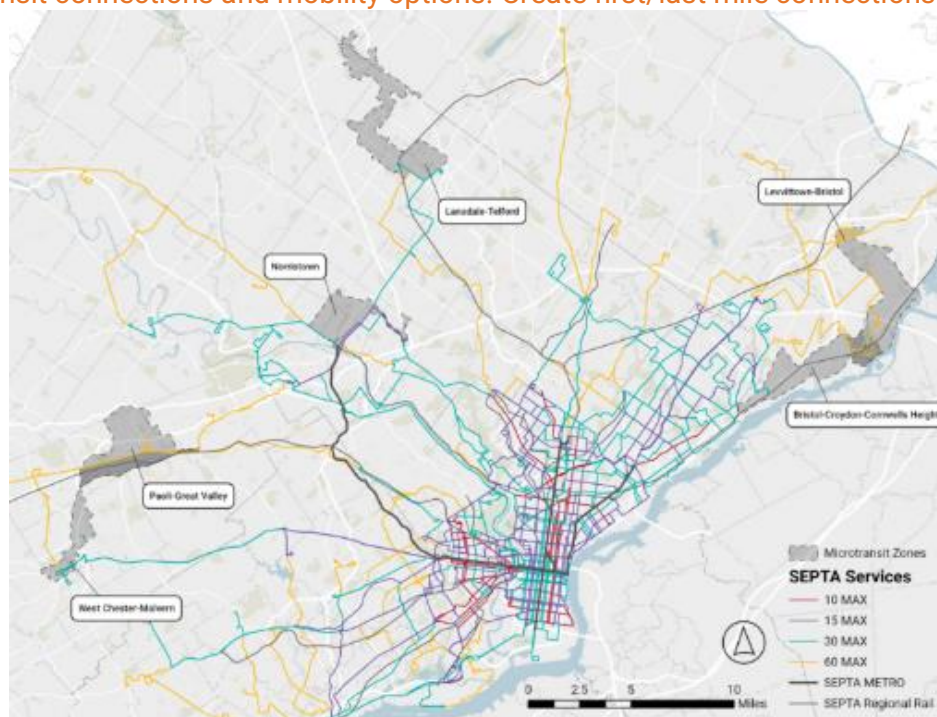 nsit connections and mobility options. Create first/last mile connections
Levittown-Bristol
Lansdale-Telford
Norristown
Bristol-Croydon-Cornwells Height
Paoli-Great Valley
West Chester-Malvern
Microtransit Zones
SEPTA Services
10 MAX
15 MAX
30 MAX
60 MAX
SEPTA METRO
SEPTA Regional Rail
0 2.5 5 10
Miles